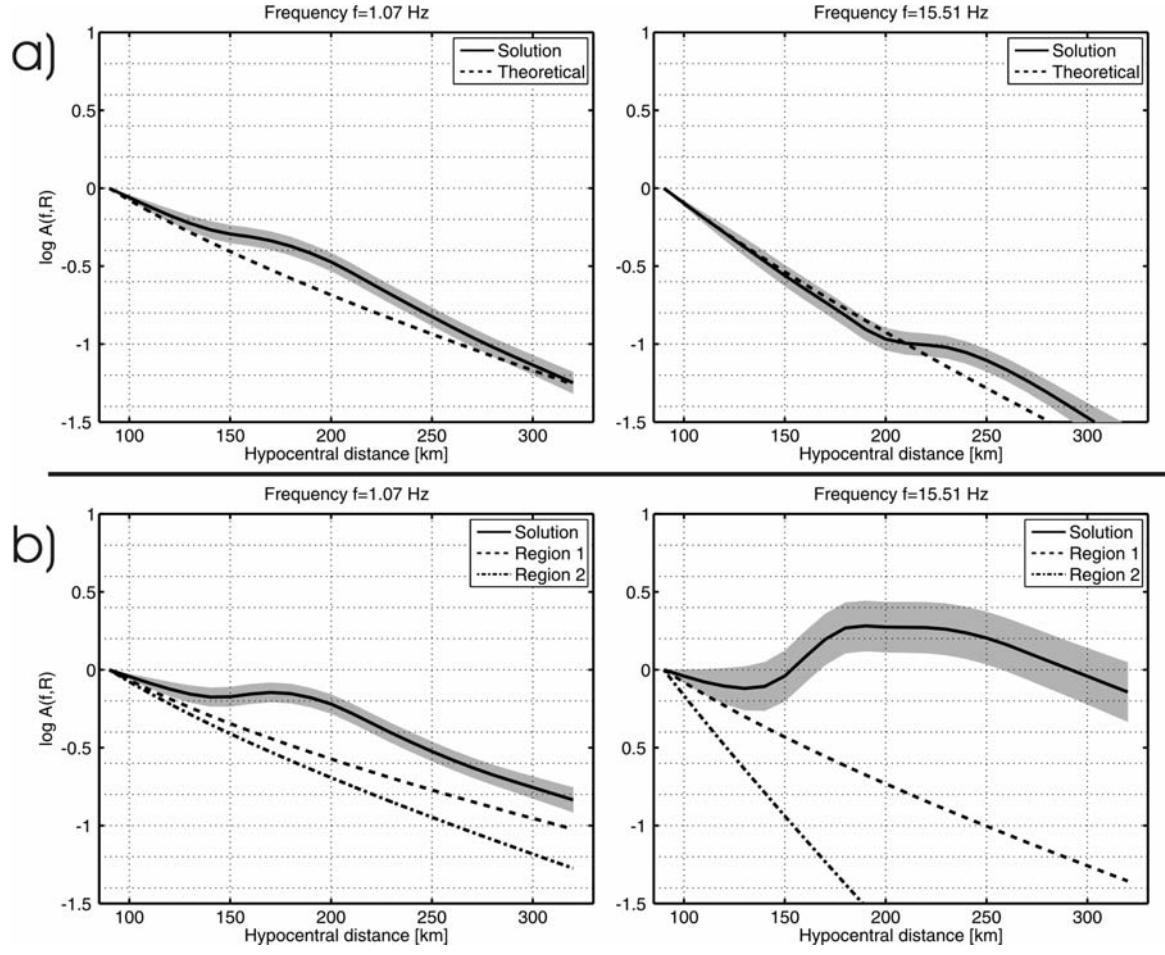 a)
Frequency f=1.07 Hz
Solution
Theoretical
1
0.5
0
-0.5
-1
-1.5
log A(f,R)
100 150 200 250 300
Hypocentral distance [km]
Frequency f=15.51 Hz
Solution
Theoretical
1
0.5
0
-0.5
-1
-1.5
100 150 200 250 300
Hypocentral distance [km]
b)
Frequency f=1.07 Hz
Solution
Region 1
Region 2
1
0.5
0
0.5
-1
-1.5
log A(f,R)
100 150 200 250 300
Hypocentral distance [km]
Frequency f=15.51 Hz
Solution
Region 1
Region 2
1
0.5
0
0.5
-1
-1.5
100 150 200 250 300
Hypocentral distance [km]